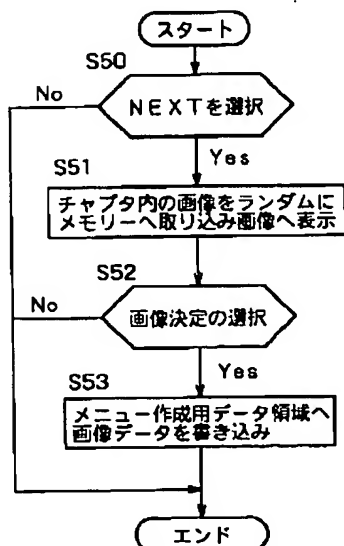 スタート
S50
No
NEXTを選択
Yes
S51
チャプタ内の画像をランダムに
メモリーへ取り込み画像へ表示
S52
No
画像決定の選択
Yes
S53
メニュー作成用データ領域へ
画像データを書き込み
エンド